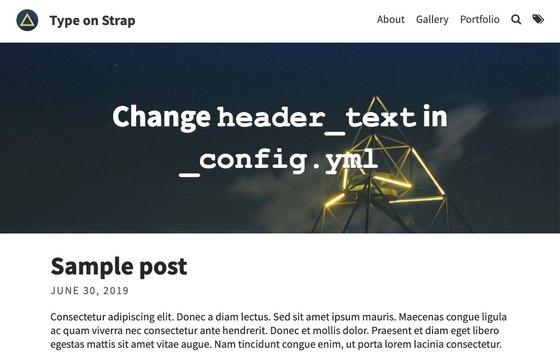 Type on Strap
About Gallery Portfolio
Change header_text in
_config.yml
Sample post
JUNE 30, 2019
Consectetur adipiscing elit. Donec a diam lectus. Sed sit amet ipsum mauris. Maecenas congue ligula
ac quam viverra nec consectetur ante hendrerit. Donec et mollis dolor. Praesent et diam eget libero
egestas mattis sit amet vitae augue. Nam tincidunt congue enim, ut porta lorem lacinia consectetur.